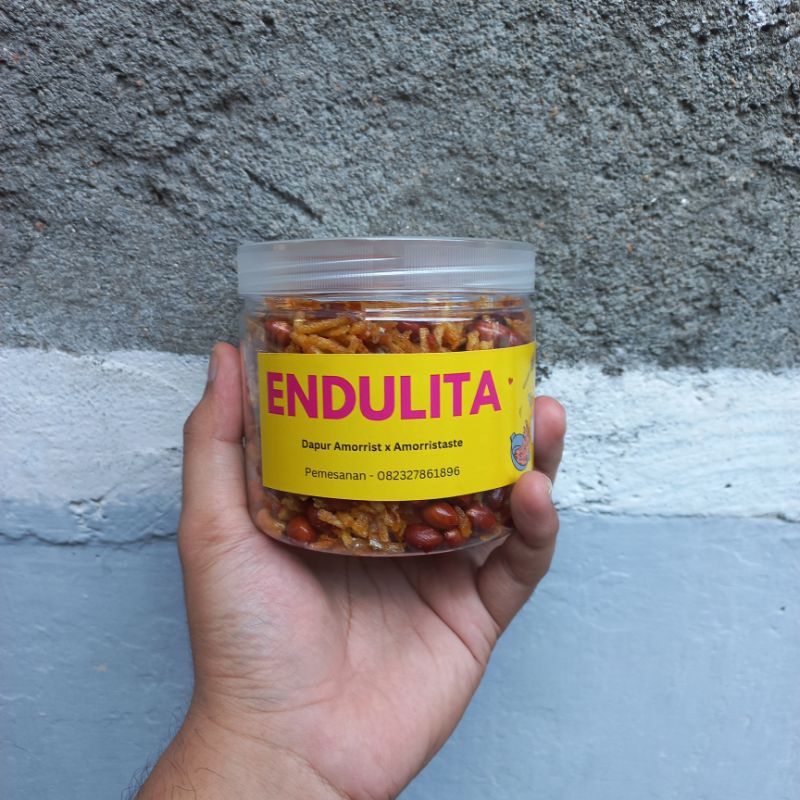 ENDULITA
Dapur Amorrist x Amorristaste
Pemesanan - 082327861896